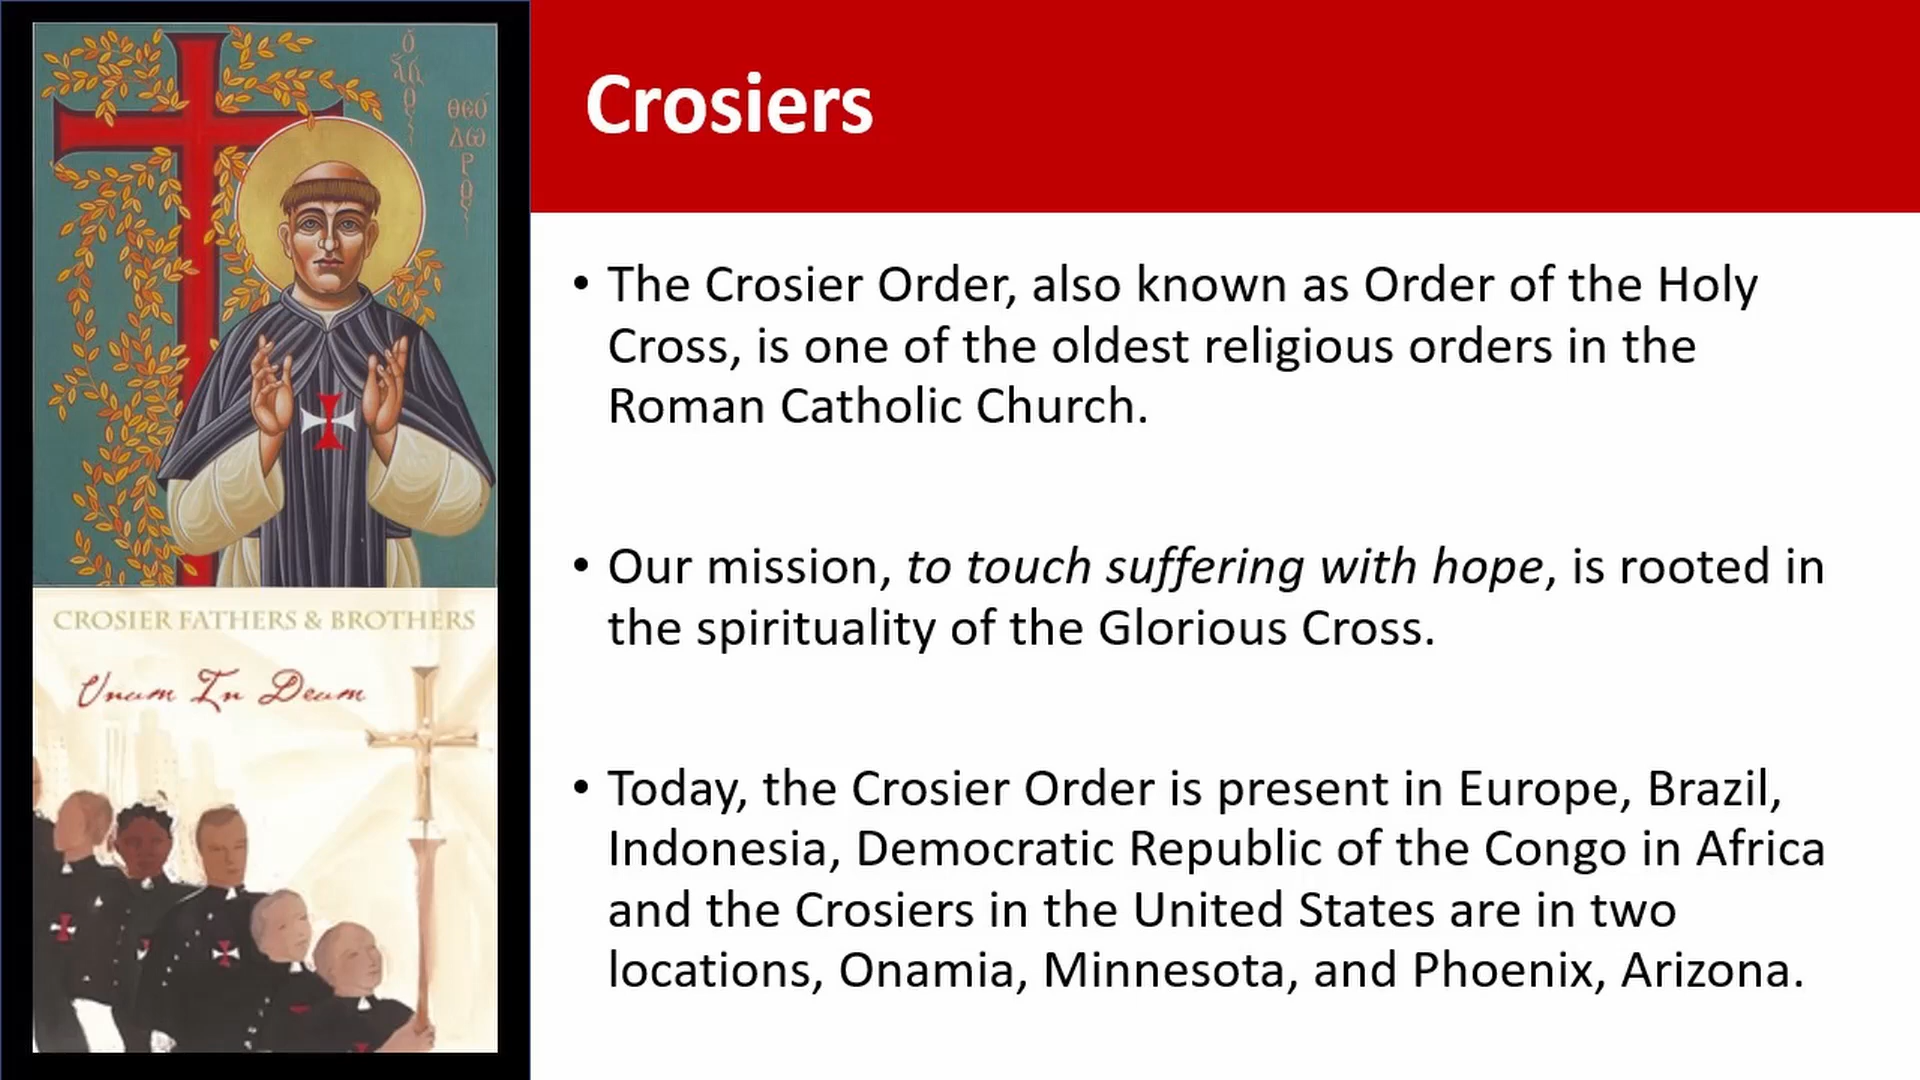 Crosiers
• The Crosier Order, also known as Order of the Holy
Cross, is one of the oldest religious orders in the
Roman Catholic Church.
• Our mission, to touch suffering with hope, is rooted in
the spirituality of the Glorious Cross.
• Today, the Crosier Order is present in Europe, Brazil,
Indonesia, Democratic Republic of the Congo in Africa
and the Crosiers in the United States are in two
locations, Onamia, Minnesota, and Phoenix, Arizona.
ΘΕΟ
ΔΩ
Ρ
CROSIER FATHERS & BROTHERS
Unum In Deum